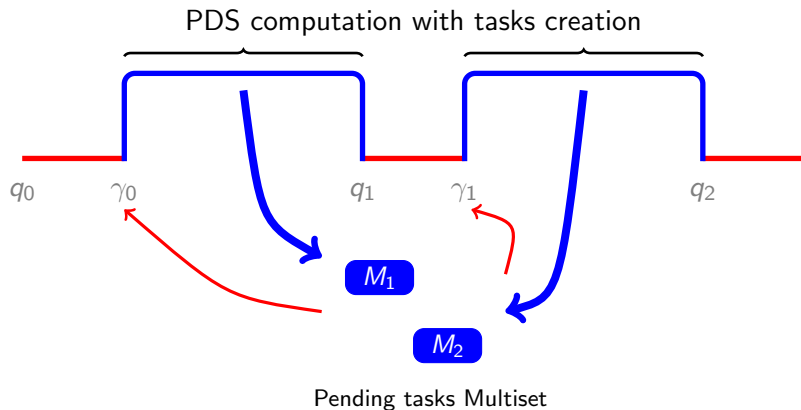 PDS computation with tasks creation
q₀ γ₀ q₁ γ₁ q₂
M₁
M₂
Pending tasks Multiset